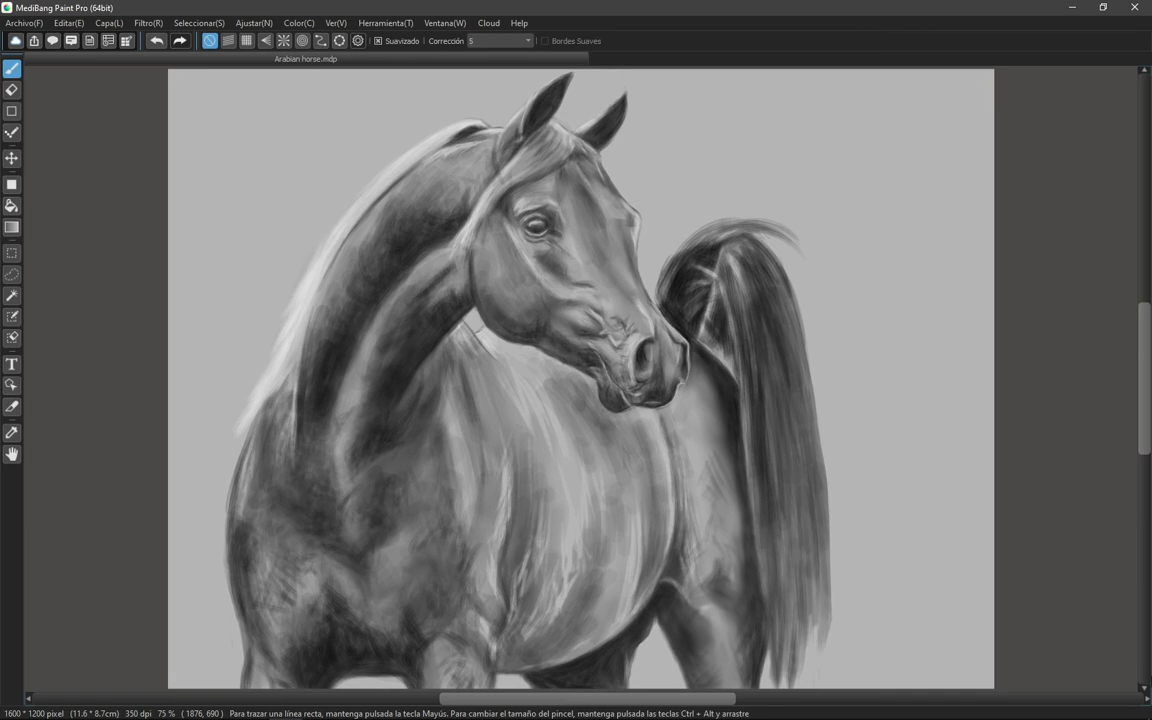 MediBang Paint Pro (64bit)
Archivo(F) Editar(E) Capa(L) Filtro(R) Seleccionar(S) Ajustar(N) Color(C) Ver(V) Herramienta(T) Ventana(W) Cloud Help
Suavizado Corrección 5 Bordes Suaves
Arabian horse.mdp
T
1600 * 1200 pixel (11.6 * 8.7cm) 350 dpi 75 % ( 1876, 690 ) Para trazar una línea recta, mantenga pulsada la tecla Mayús. Para cambiar el tamaño del pincel, mantenga pulsada las teclas Ctrl + Alt y arrastre